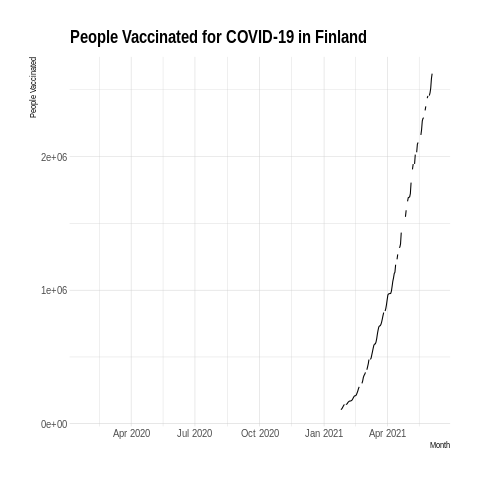 People Vaccinated for COVID-19 in Finland
People Vaccinated
2e+06
1e+06
0e+00
Apr 2020 Jul 2020 Oct 2020 Jan 2021 Apr 2021
Month